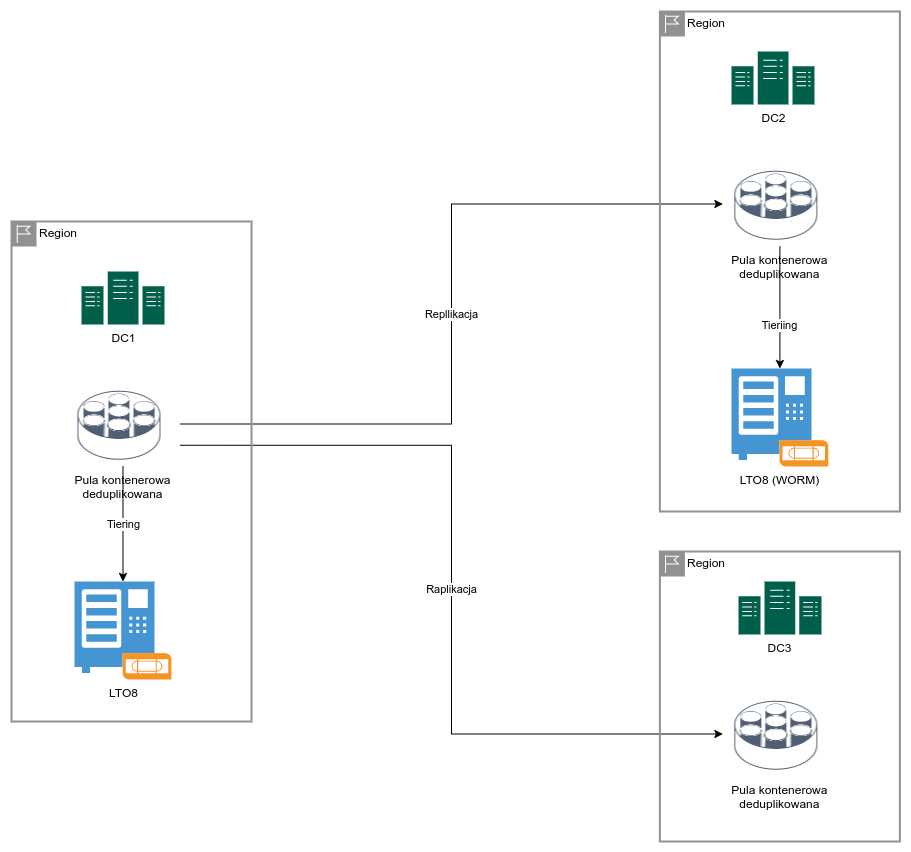 Region
DC2
Pula kontenerowa
deduplikowana
Tieriing
LTO8 (WORM)
Region
DC1
Pula kontenerowa
deduplikowana
Tiering
LTO8
Repllikacja
Raplikacja
Region
DC3
Pula kontenerowa
deduplikowana